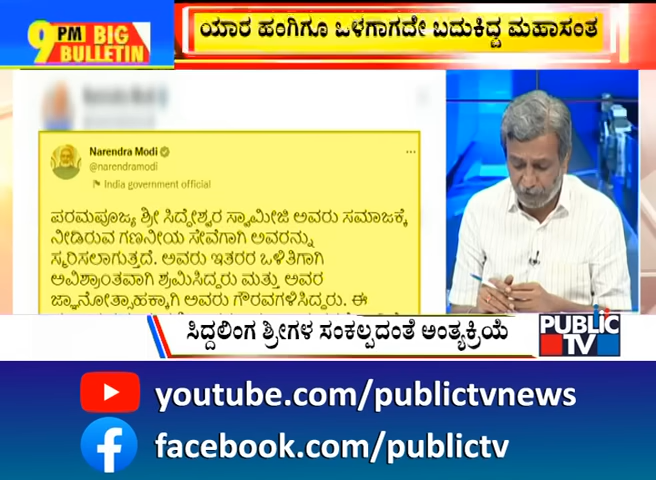 9 PM BIG
BULLETIN
ಯಾರ ಹಂಗಿಗೂ ಒಳಗಾಗದೇ ಬದುಕಿದ್ದ ಮಹಾಸಂತ
Narendra Modi
@narendramodi
India government official
ಪರಮಪೂಜ್ಯ ಶ್ರೀ ಸಿದ್ಧೇಶ್ವರ ಸ್ವಾಮೀಜಿ ಅವರು ಸಮಾಜಕ್ಕೆ
ನೀಡಿರುವ ಗಣನೀಯ ಸೇವೆಗಾಗಿ ಅವರನ್ನು
ಸ್ಮರಿಸಲಾಗುತ್ತದೆ. ಅವರು ಇತರರ ಒಳಿತಿಗಾಗಿ
ಅವಿಶ್ರಾಂತವಾಗಿ ಶ್ರಮಿಸಿದ್ದರು ಮತ್ತು ಅವರ
ಜ್ಞಾನೋತ್ಸಾಹಕ್ಕಾಗಿ ಅವರು ಗೌರವಗಳಿಸಿದ್ದರು. ಈ
ಸಿದ್ದಲಿಂಗ ಶ್ರೀಗಳ ಸಂಕಲ್ಪದಂತೆ ಅಂತ್ಯಕ್ರಿಯೆ
PUBLIC
TV
youtube.com/publictvnews
facebook.com/publictv